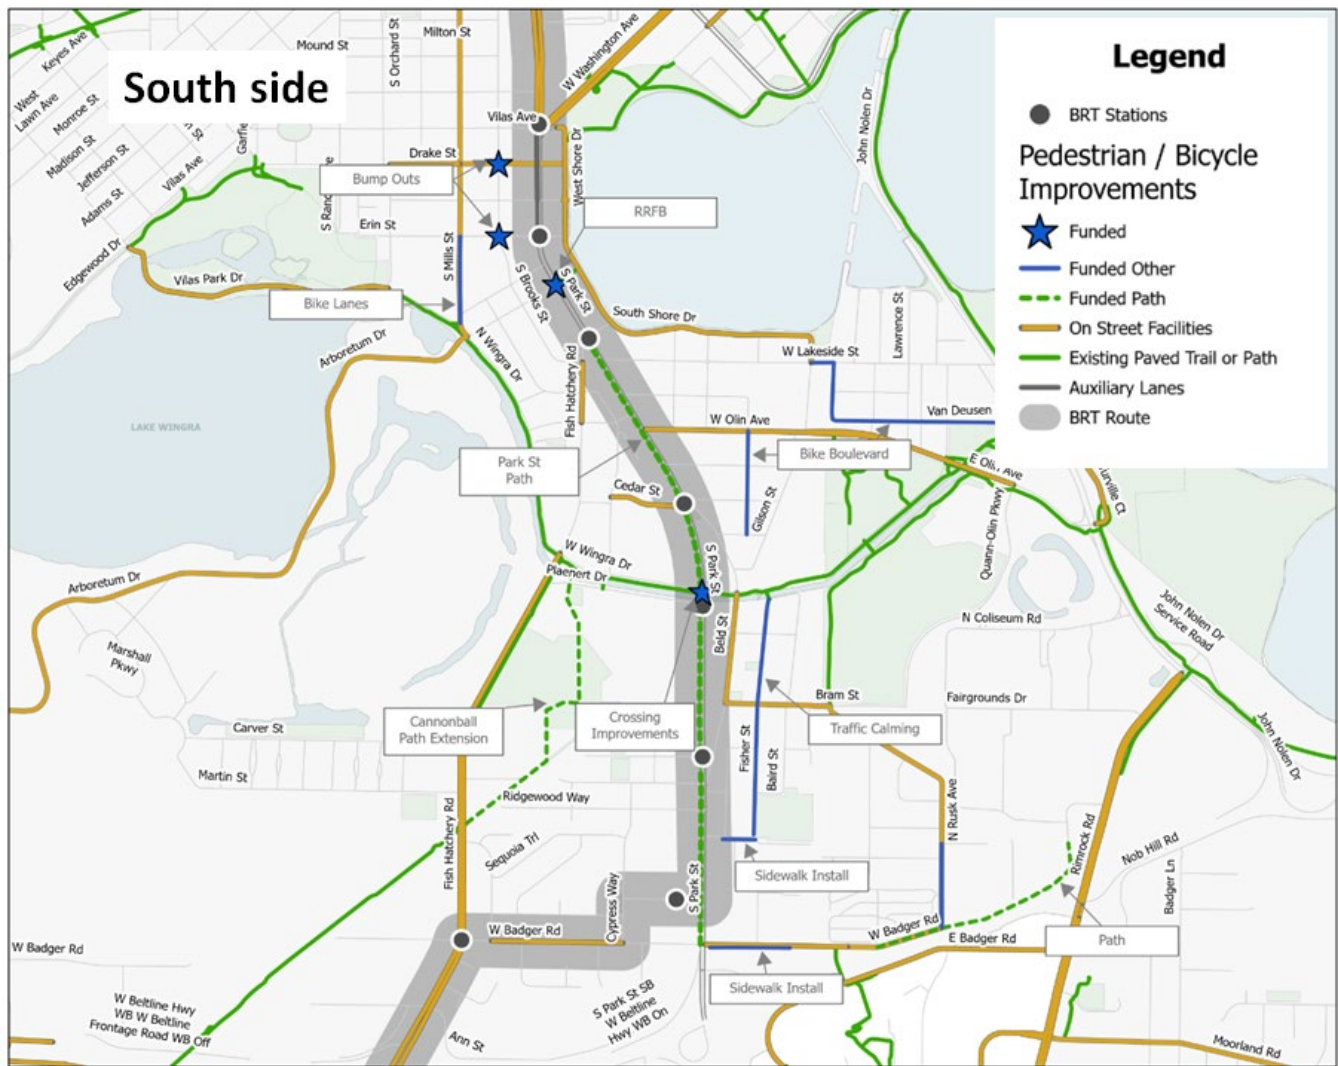 South side
Keyes Ave
Mound St
S Orchard St
Milton St
W Washington Ave
West
Lawn Ave
Monroe St
Madison St
Jefferson St
Adams St
Vilas Ave
Vilas Ave
Drake St
Bump Outs
West Shore Dr
RRFB
John Nolen Dr
Erin St
S Mills St
Edgewood Dr
Vilas Park Dr
Bike Lanes
S Brooks St
S Park St
South Shore Dr
Lawrence St
Arboretum Dr
N Wingra Dr
Fish Hatchery Rd
W Lakeside St
Van Deusen
LAKE WINGRA
W Olin Ave
Park St
Path
Bike Boulevard
E Olin Ave
Cedar St
Gilson St
Quann-Olin Pkwy
W Wingra Dr
Plaenert Dr
S Park St
Arboretum Dr
Beld St
N Coliseum Rd
John Nolen Dr
Service Road
Marshall
Pkwy
Bram St
Fairgrounds Dr
Cannonball
Path Extension
Crossing
Improvements
Traffic Calming
Carver St
Fisher St
Baird St
John Nolen Dr
Martin St
Ridgewood Way
N Rusk Ave
Fish Hatchery Rd
Sequoia Trl
Rimrock Rd
Nob Hill Rd
Sidewalk Install
S Park St
Badger Ln
Cypress Way
W Badger Rd
W Badger Rd
W Badger Rd
E Badger Rd
Path
Sidewalk Install
W Beltline Hwy
WB W Beltline
Frontage Road WB Off
S Park St SB
W Beltline
Hwy WB On
Ann St
Moorland Rd
Legend
BRT Stations
Pedestrian / Bicycle
Improvements
Funded
Funded Other
Funded Path
On Street Facilities
Existing Paved Trail or Path
Auxiliary Lanes
BRT Route